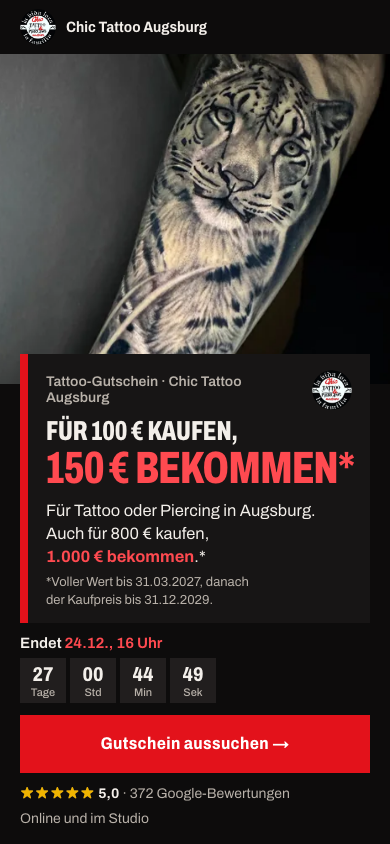 Chic Tattoo Augsburg
Tattoo-Gutschein · Chic Tattoo
Augsburg
FÜR 100 € KAUFEN,
150 € BEKOMMEN*
Für Tattoo oder Piercing in Augsburg.
Auch für 800 € kaufen,
1.000 € bekommen.*
*Voller Wert bis 31.03.2027, danach
der Kaufpreis bis 31.12.2029.
Endet 24.12., 16 Uhr
27 00 44 49
Tage Std Min Sek
Gutschein aussuchen →
★★★★★ 5,0 · 372 Google-Bewertungen
Online und im Studio